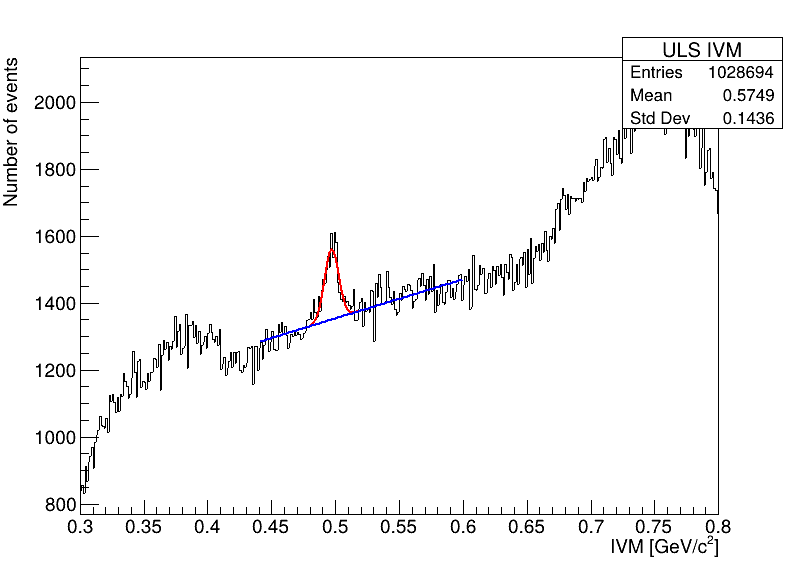 ULS IVM
Entries 1028694
Mean 0.5749
Std Dev 0.1436
Number of events
2000
1800
1600
1400
1200
1000
800
0.3 0.35 0.4 0.45 0.5 0.55 0.6 0.65 0.7 0.75 0.8
IVM [GeV/c²]